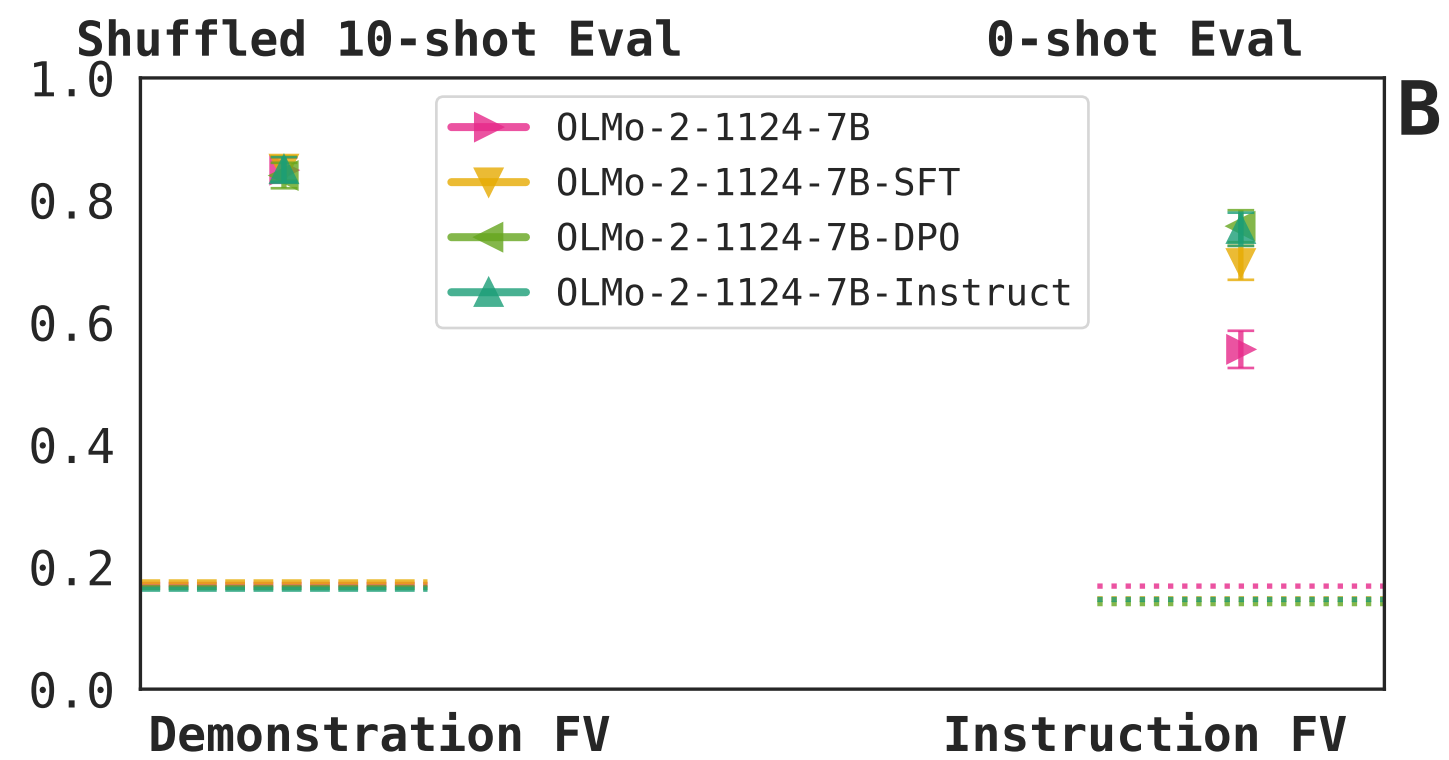 Shuffled 10-shot Eval
0-shot Eval
B
1.0
0.8
0.6
0.4
0.2
0.0
OLMo-2-1124-7B
OLMo-2-1124-7B-SFT
OLMo-2-1124-7B-DPO
OLMo-2-1124-7B-Instruct
Demonstration FV
Instruction FV